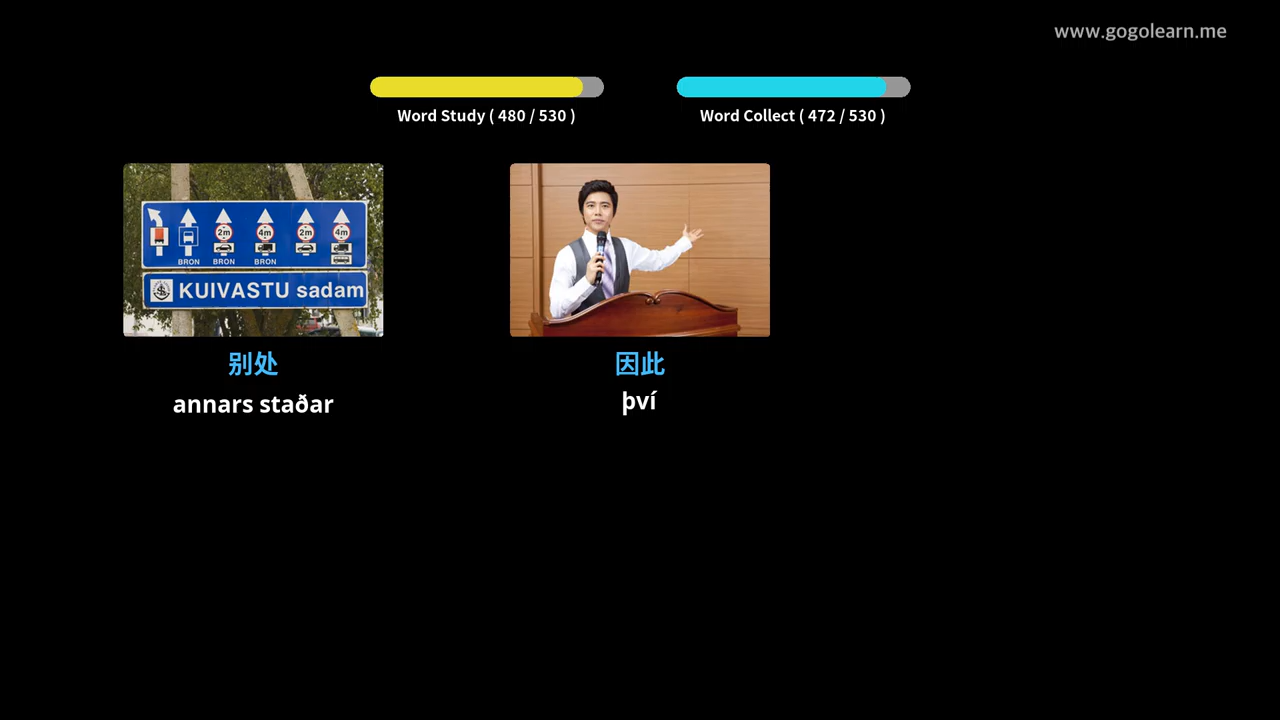 www.gogolearn.me
Word Study ( 480 / 530 )
Word Collect ( 472 / 530 )
2m 4m 2m 4m
BRON BRON BRON
KUIVASTU sadam
别处
annars staðar
因此
því